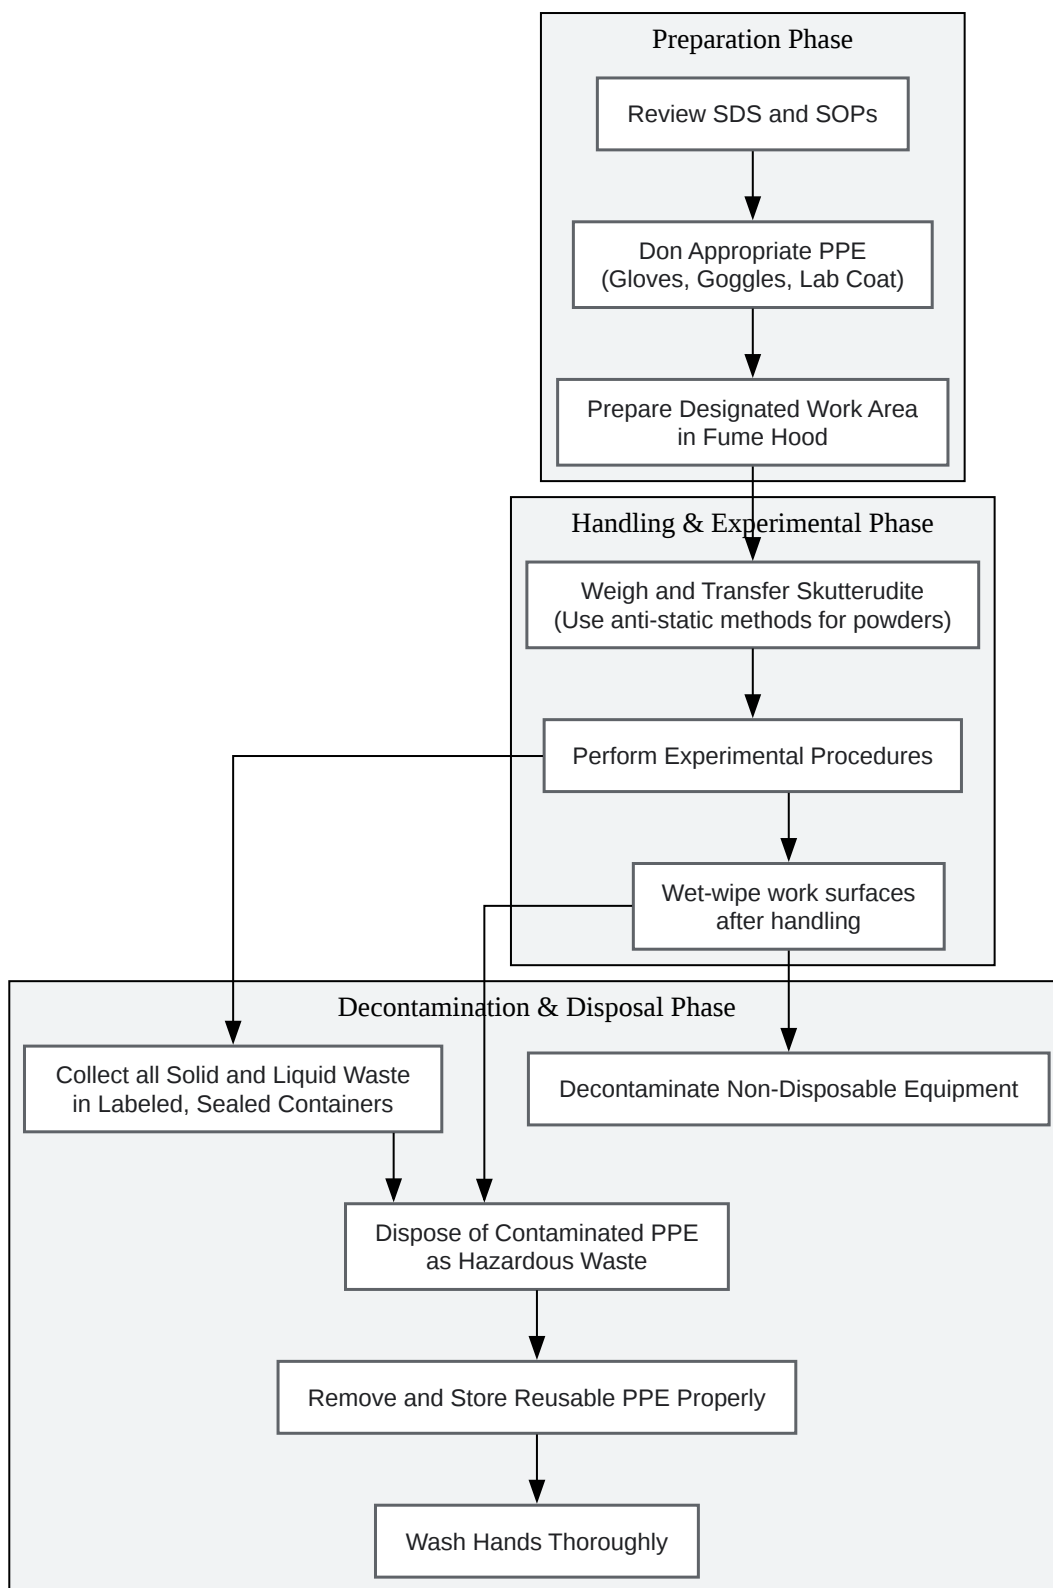 Preparation Phase
Review SDS and SOPs
Don Appropriate PPE
(Gloves, Goggles, Lab Coat)
Prepare Designated Work Area
in Fume Hood
Handling & Experimental Phase
Weigh and Transfer Skutterudite
(Use anti-static methods for powders)
Perform Experimental Procedures
Wet-wipe work surfaces
after handling
Decontamination & Disposal Phase
Collect all Solid and Liquid Waste
in Labeled, Sealed Containers
Decontaminate Non-Disposable Equipment
Dispose of Contaminated PPE
as Hazardous Waste
Remove and Store Reusable PPE Properly
Wash Hands Thoroughly